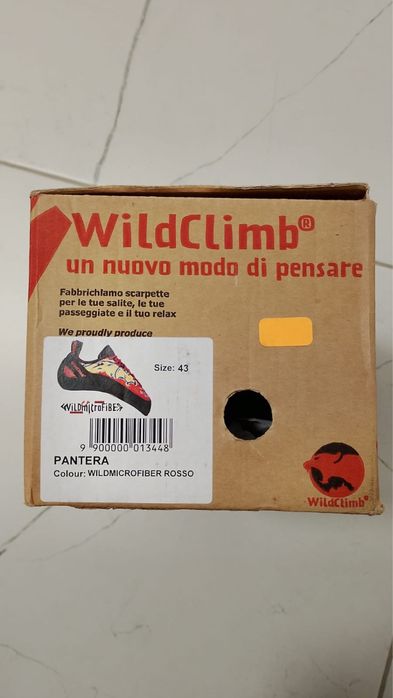 WildClimb®
un nuovo modo di pensare
Fabbrichiamo scarpette
per le tue salite, le tue
passeggiate e il tuo relax
We proudly produce
Size: 43
WildmicroFIBER
9 900000 013448
PANTERA
Colour: WILDMICROFIBER ROSSO
WildClimb®